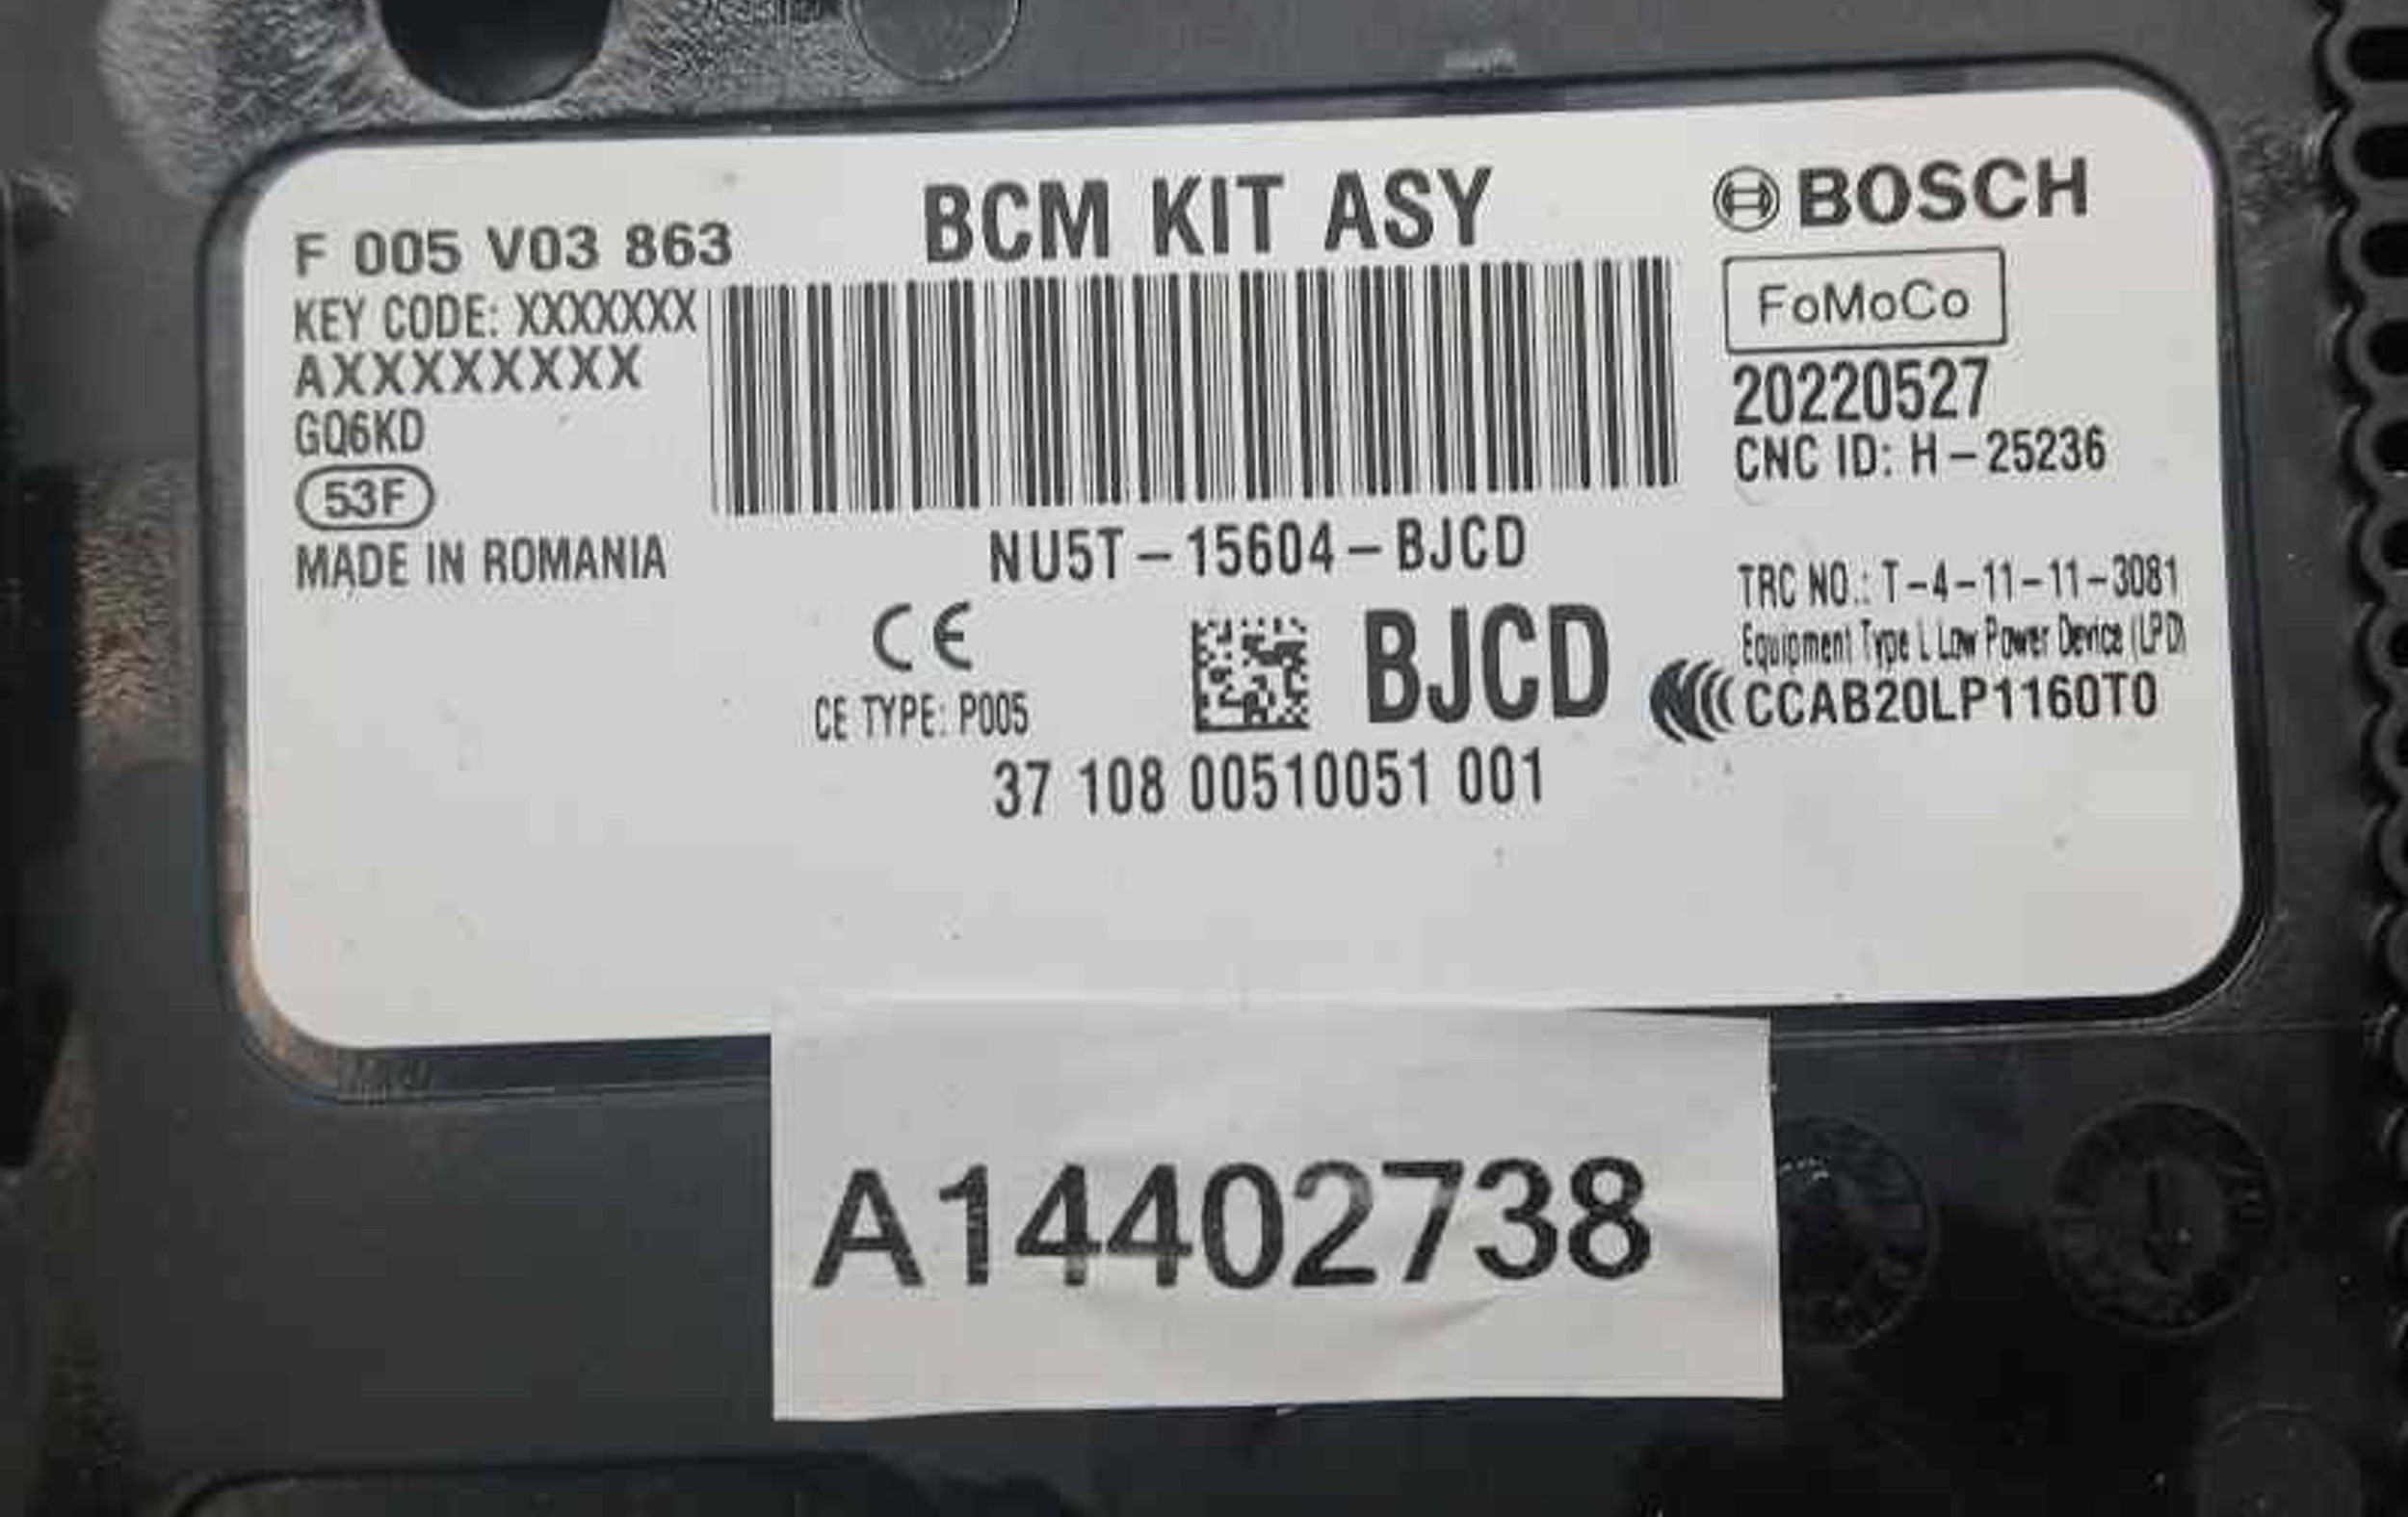 BCM KIT ASY
BOSCH
F 005 V03 863
KEY CODE: XXXXXXX
AXXXXXXXX
GQ6KD
53F
MADE IN ROMANIA
FoMoCo
20220527
CNC ID: H-25236
NU5T-15604-BJCD
CE
CE TYPE: P005
BJCD
TRC NO.: T-4-11-11-3081
Equipment Type L Low Power Device (LPD)
CCAB20LP1160T0
37 108 00510051 001
A14402738